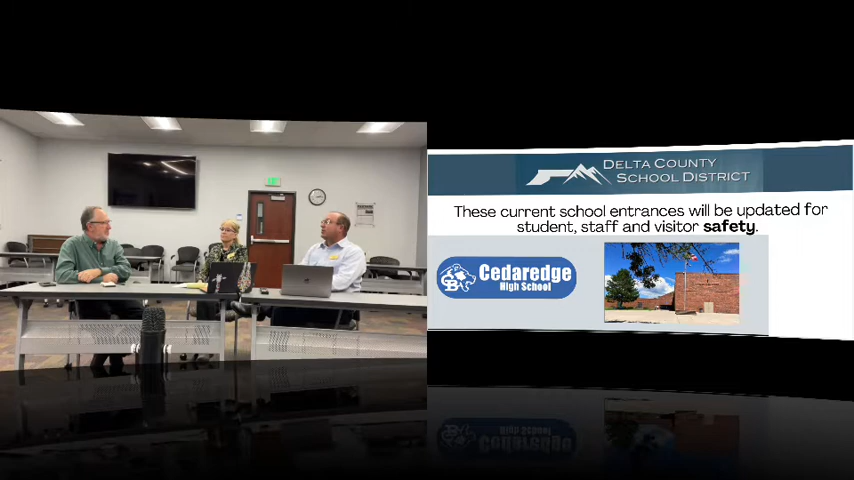 DELTA COUNTY
SCHOOL DISTRICT
These current school entrances will be updated for
student, staff and visitor safety.
Cedaredge
High School